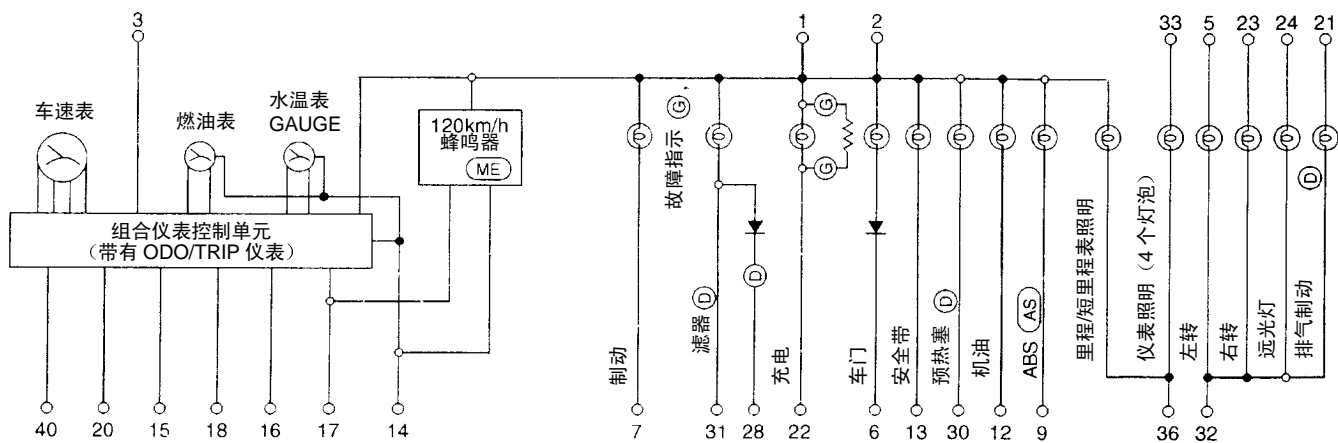 3
1
2
33
5
23
24
21
车速表
燃油表
水温表
GAUGE
120km/h
蜂鸣器
ME
故障指示 G,
G
G
D
组合仪表控制单元
(带有 ODO/TRIP 仪表)
制动
滤器 D
D
充电
车门
安全带
预热塞 D
机油
ABS AS
里程/短里程表照明
仪表照明(4 个灯泡)
左转
右转
远光灯
排气制动
40
20
15
18
16
17
14
7
31
28
22
6
13
30
12
9
36
32